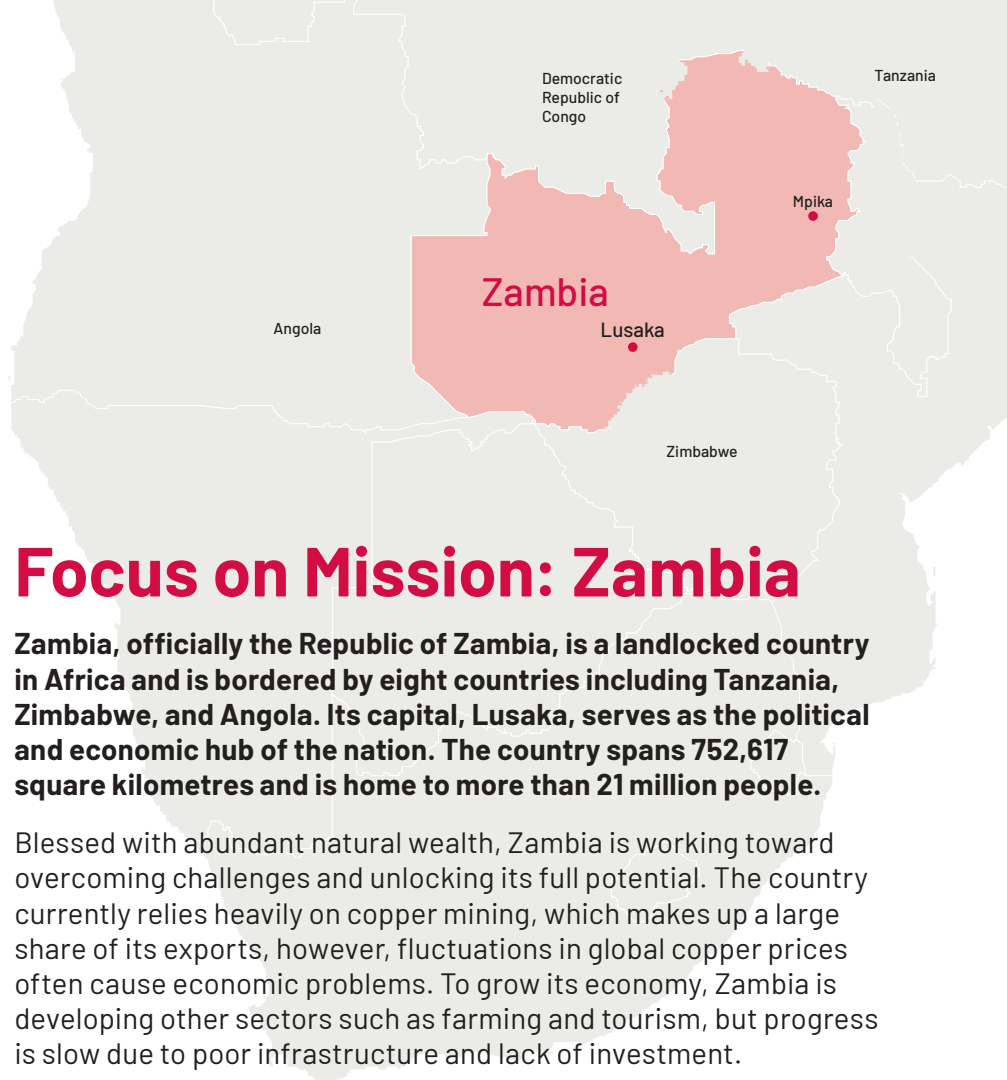 Democratic
Republic of
Congo
Tanzania
Mpika
Zambia
Lusaka
Angola
Zimbabwe
Focus on Mission: Zambia
Zambia, officially the Republic of Zambia, is a landlocked country
in Africa and is bordered by eight countries including Tanzania,
Zimbabwe, and Angola. Its capital, Lusaka, serves as the political
and economic hub of the nation. The country spans 752,617
square kilometres and is home to more than 21 million people.
Blessed with abundant natural wealth, Zambia is working toward
overcoming challenges and unlocking its full potential. The country
currently relies heavily on copper mining, which makes up a large
share of its exports, however, fluctuations in global copper prices
often cause economic problems. To grow its economy, Zambia is
developing other sectors such as farming and tourism, but progress
is slow due to poor infrastructure and lack of investment.